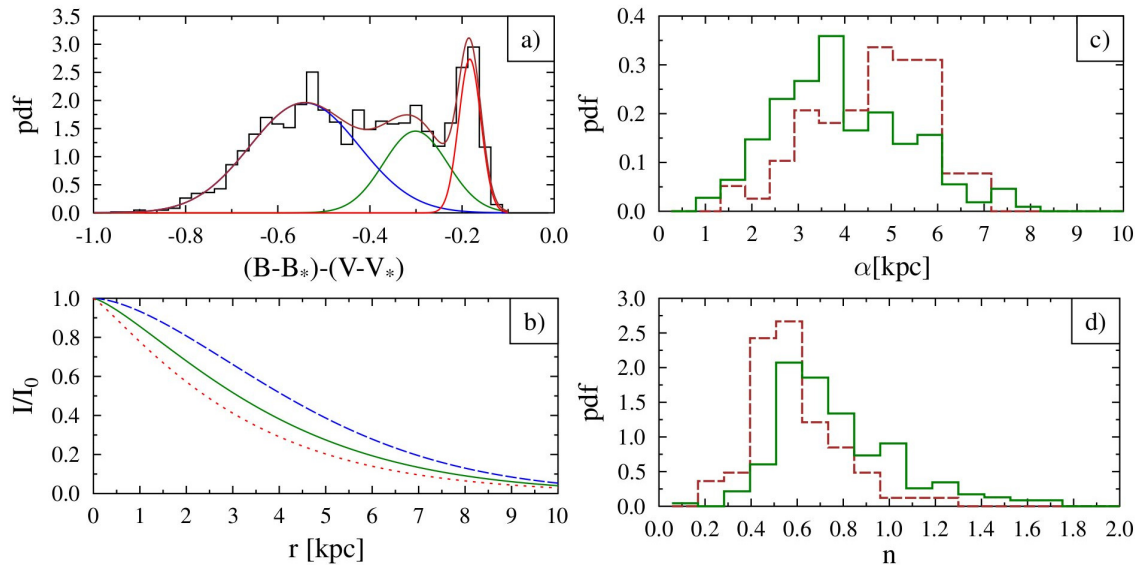 a)
pdf
3.5
3.0
2.5
2.0
1.5
1.0
0.5
0.0
-1.0 -0.8 -0.6 -0.4 -0.2 0.0
(B-B*)-(V-V*)
b)
I/I0
1.0
0.8
0.6
0.4
0.2
0.0
0 1 2 3 4 5 6 7 8 9 10
r [kpc]
c)
pdf
0.4
0.3
0.2
0.1
0.0
0 1 2 3 4 5 6 7 8 9 10
α[kpc]
d)
pdf
3.0
2.5
2.0
1.5
1.0
0.5
0.0
0.0 0.2 0.4 0.6 0.8 1.0 1.2 1.4 1.6 1.8 2.0
n